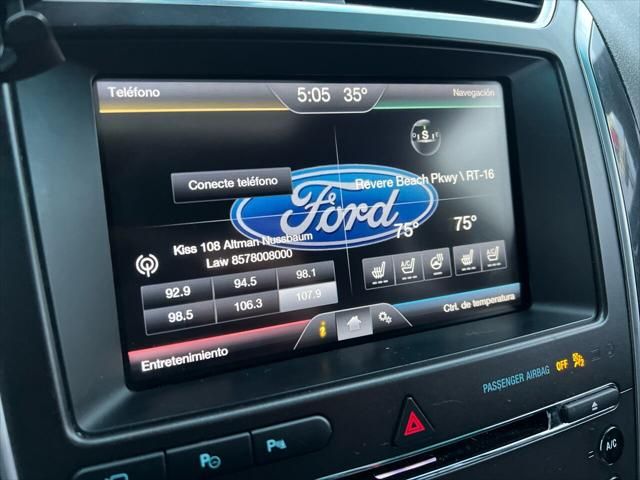 Teléfono
5:05 35°
Navegación
S
Conecte teléfono
Revere Beach Pkwy \ RT-16
Ford
Kiss 108 Altman Nussbaum
Law 8578008000
75° 75°
A/C A/C
92.9 94.5 98.1
98.5 106.3 107.9
i
Entretenimiento
Ctrl. de temperatura
PASSENGER AIRBAG OFF
P P
A/C